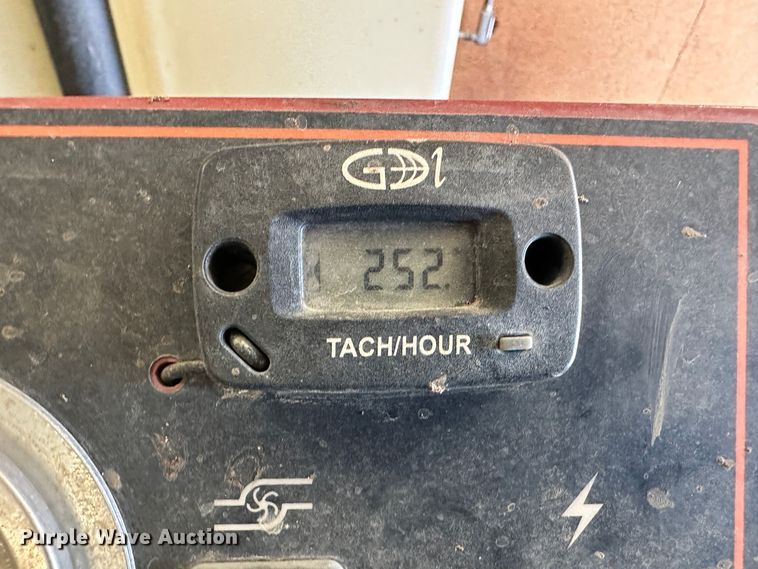 GDI
252.
TACH/HOUR
Purple Wave Auction